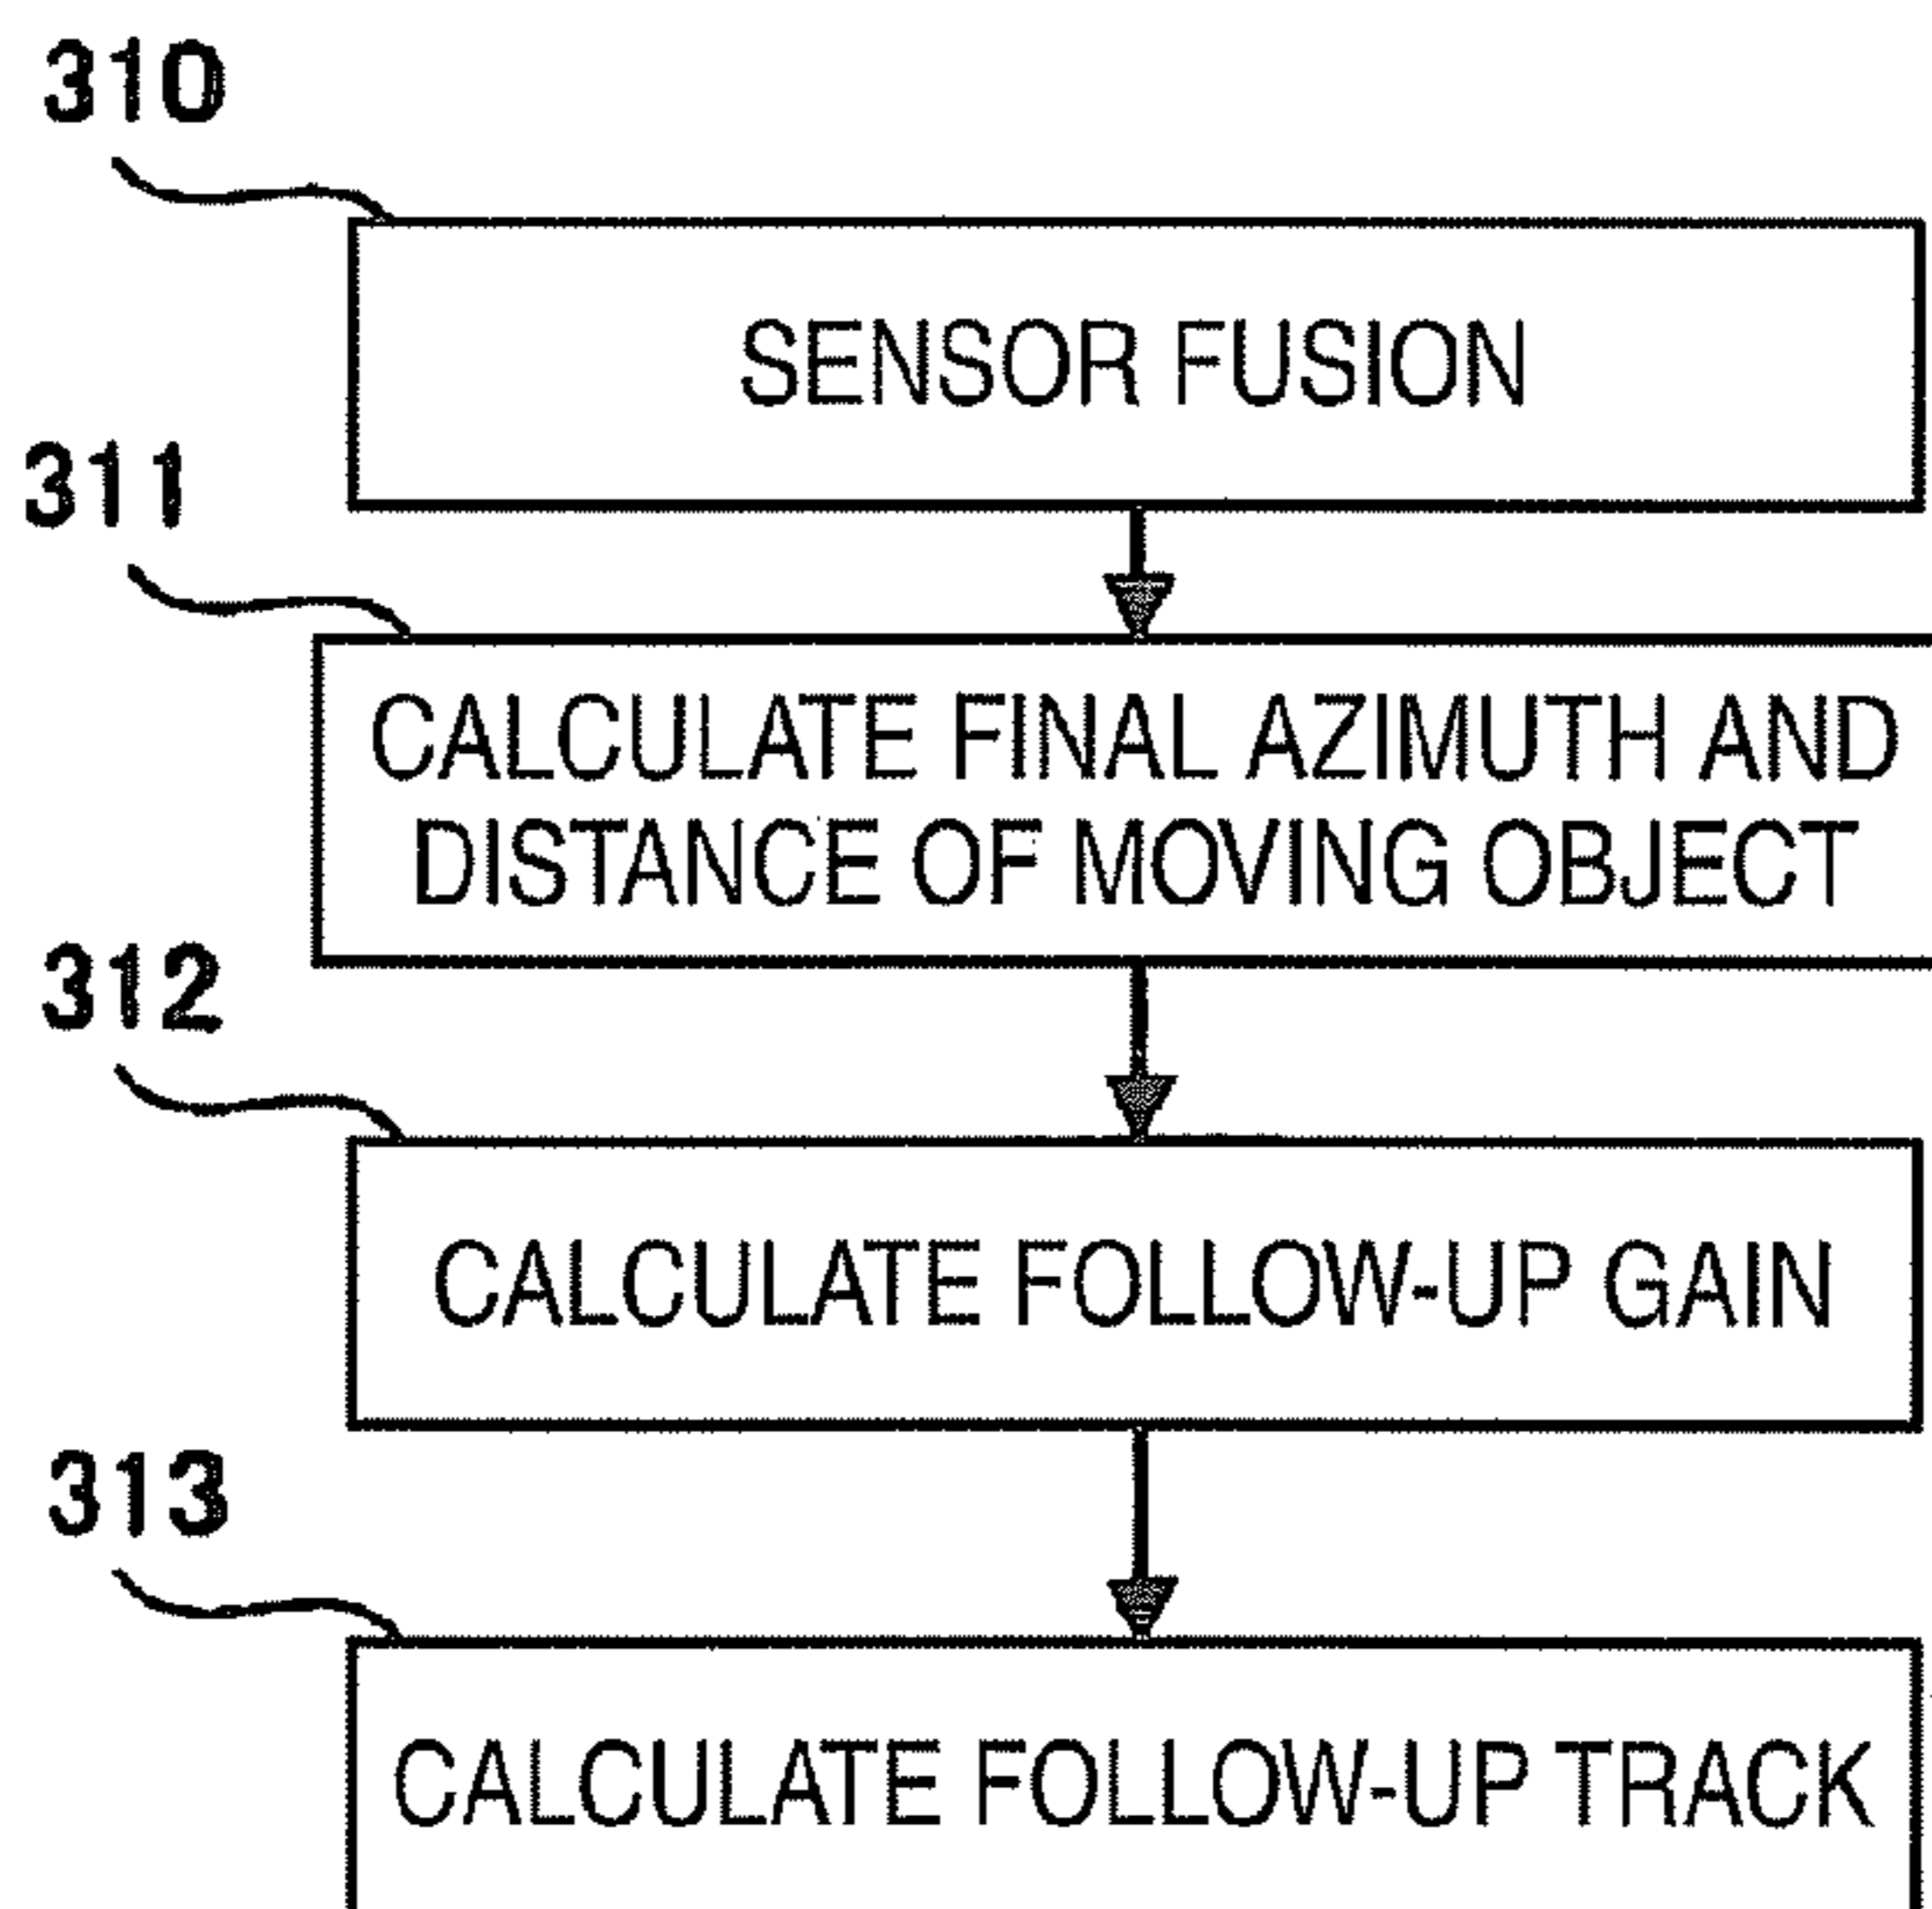 310
SENSOR FUSION
311
CALCULATE FINAL AZIMUTH AND
DISTANCE OF MOVING OBJECT
312
CALCULATE FOLLOW-UP GAIN
313
CALCULATE FOLLOW-UP TRACK